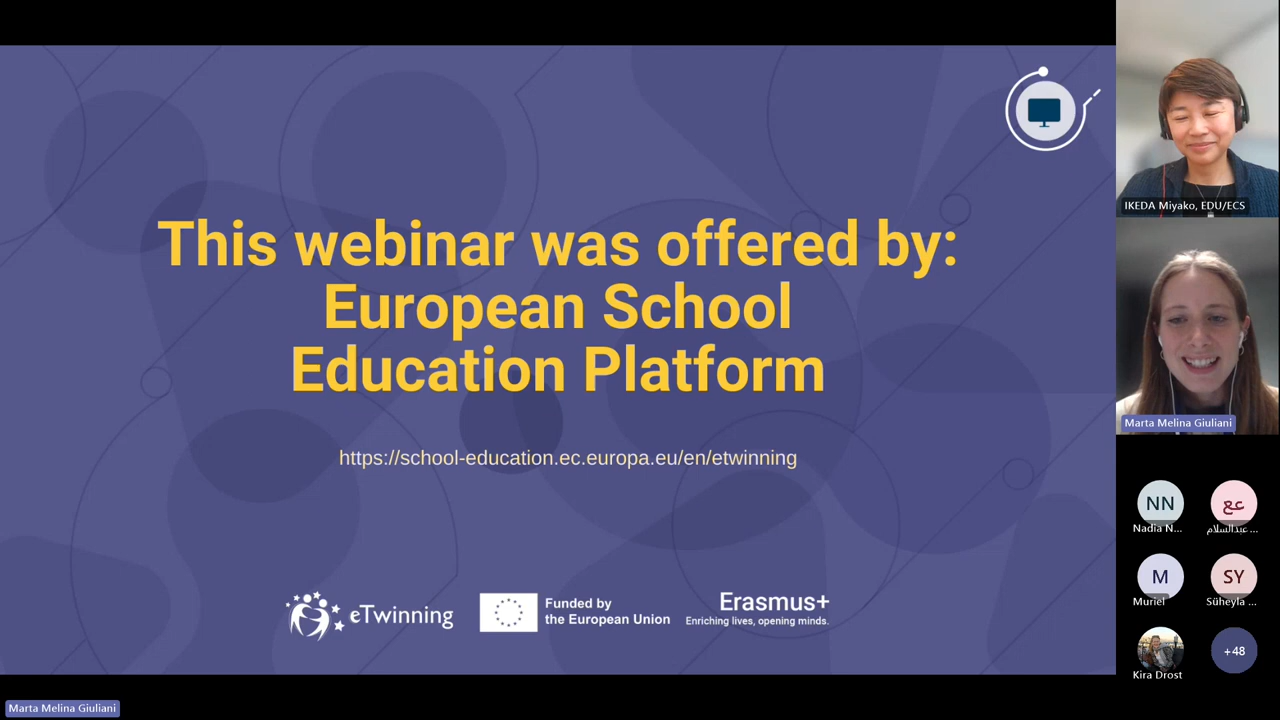 This webinar was offered by:
European School
Education Platform
https://school-education.ec.europa.eu/en/etwinning
eTwinning
Funded by
the European Union
Erasmus+
Enriching lives, opening minds.
IKEDA Miyako, EDU/ECS
Marta Melina Giuliani
NN
Nadia N...
عع
عبدالسلام ...
M
Muriel
SY
Süheyla ...
Kira Drost
+48
Marta Melina Giuliani